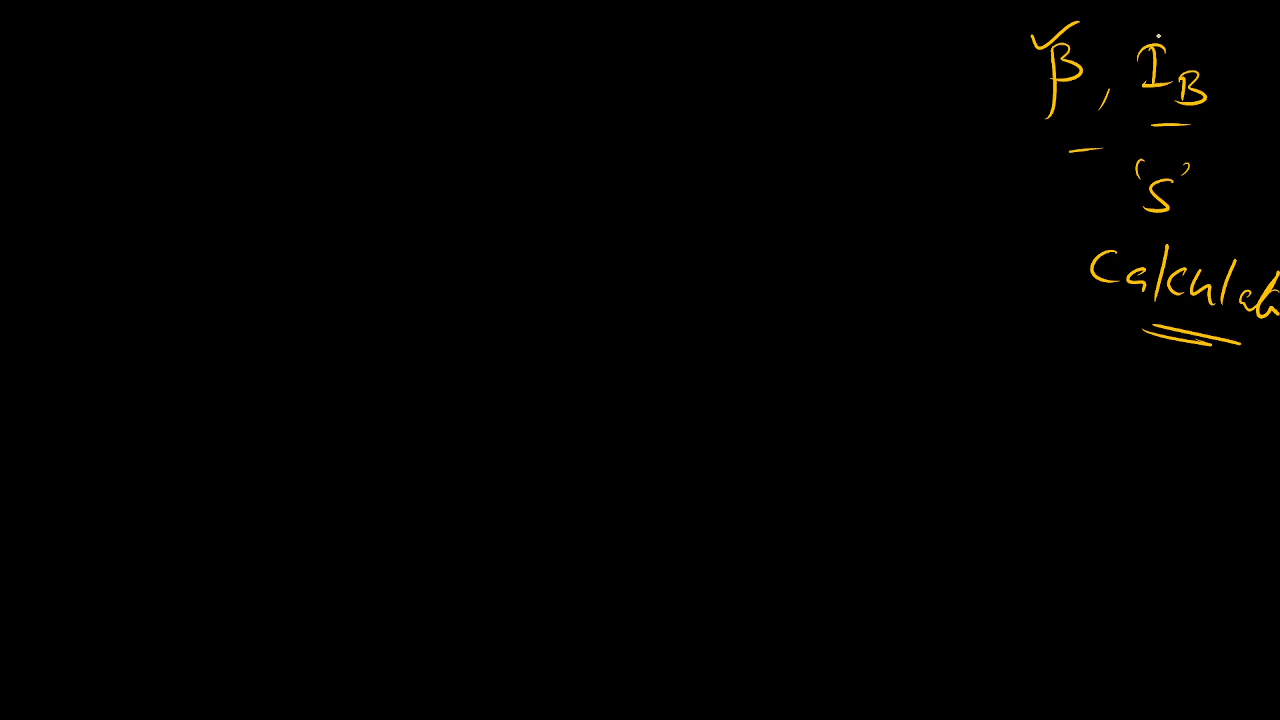 β, I_B
's'
Calculat